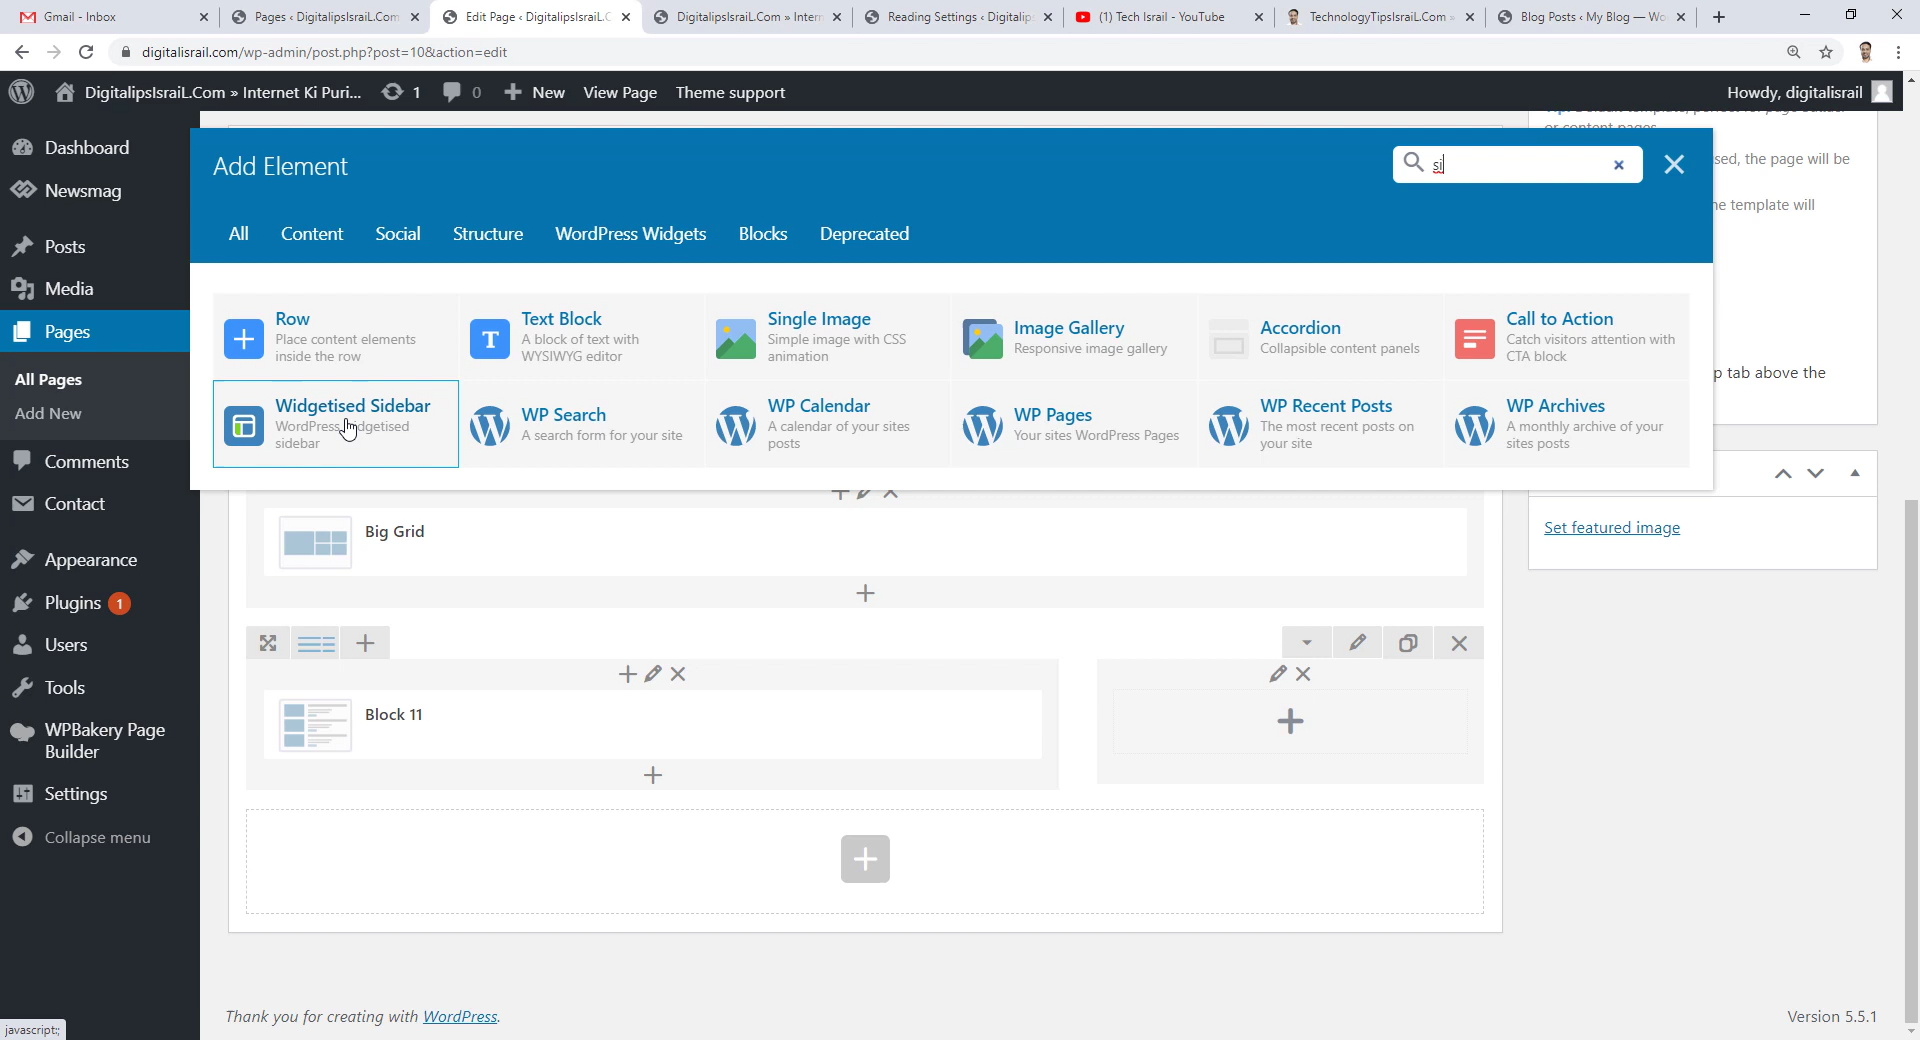 Gmail - Inbox
Pages ‹ DigitalipsIsraiL.Com
Edit Page ‹ DigitalipsIsraiL.C
DigitalipsIsraiL.Com » Intern
Reading Settings ‹ Digitalip
(1) Tech Israil - YouTube
TechnologyTipsIsraiL.Com »
Blog Posts ‹ My Blog — Wo
digitalisrail.com/wp-admin/post.php?post=10&action=edit
DigitalipsIsraiL.Com » Internet Ki Puri...
1
0
New
View Page
Theme support
Howdy, digitalisrail
or content pages
sed, the page will be
ne template will
p tab above the
Dashboard
Newsmag
Posts
Media
Pages
All Pages
Add New
Comments
Contact
Appearance
Plugins 1
Users
Tools
WPBakery Page
Builder
Settings
Collapse menu
Add Element
si
All
Content
Social
Structure
WordPress Widgets
Blocks
Deprecated
Row
Place content elements
inside the row
Text Block
A block of text with
WYSIWYG editor
Single Image
Simple image with CSS
animation
Image Gallery
Responsive image gallery
Accordion
Collapsible content panels
Call to Action
Catch visitors attention with
CTA block
Widgetised Sidebar
WordPress
sidebar
WP Search
A search form for your site
WP Calendar
A calendar of your sites
posts
WP Pages
Your sites WordPress Pages
WP Recent Posts
The most recent posts on
your site
WP Archives
A monthly archive of your
sites posts
Big Grid
Block 11
Set featured image
Thank you for creating with WordPress.
Version 5.5.1
javascript:;